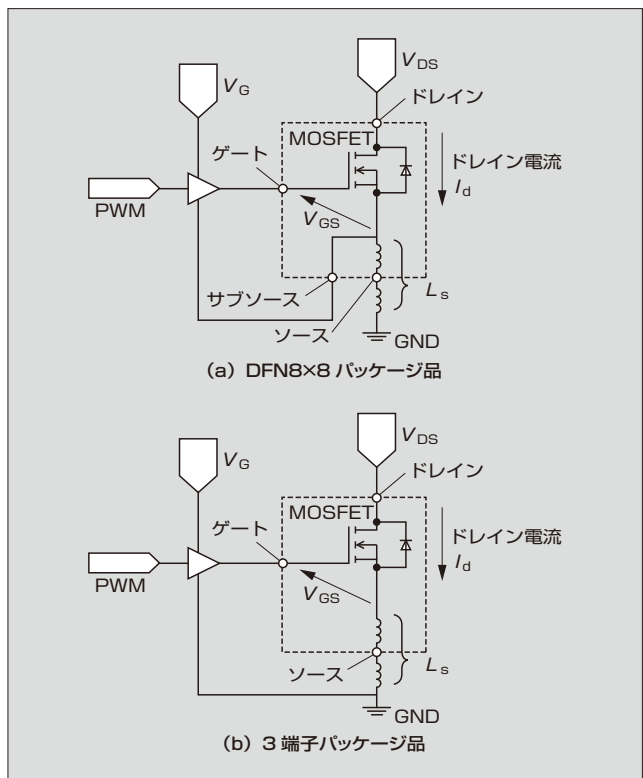 V_DS
V_G
ドレイン
MOSFET
ゲート
ドレイン電流
I_d
PWM
V_GS
サブソース
L_s
ソース
GND
(a) DFN8×8 パッケージ品
V_DS
V_G
ドレイン
MOSFET
ゲート
ドレイン電流
I_d
PWM
V_GS
ソース
L_s
GND
(b) 3 端子パッケージ品